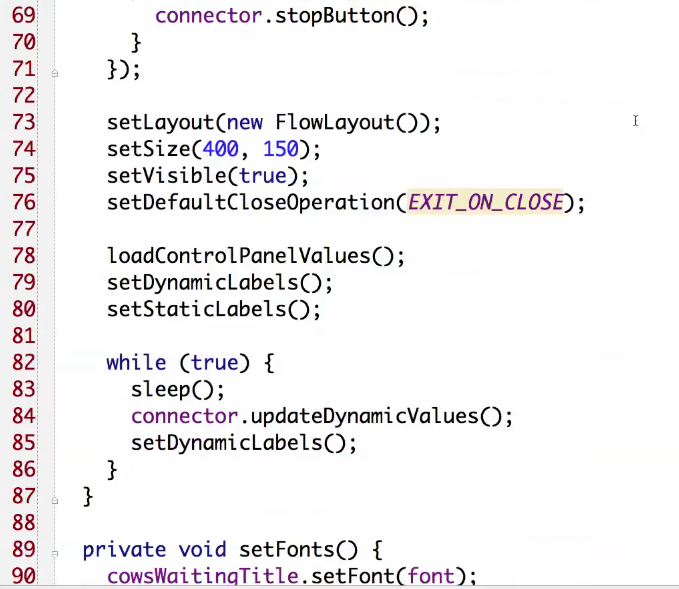 69 connector.stopButton();
70 }
71 });
72
73 setLayout(new FlowLayout());
74 setSize(400, 150);
75 setVisible(true);
76 setDefaultCloseOperation(EXIT_ON_CLOSE);
77
78 loadControlPanelValues();
79 setDynamicLabels();
80 setStaticLabels();
81
82 while (true) {
83 sleep();
84 connector.updateDynamicValues();
85 setDynamicLabels();
86 }
87 }
88
89 private void setFonts() {
90 cowsWaitingTitle.setFont(font);